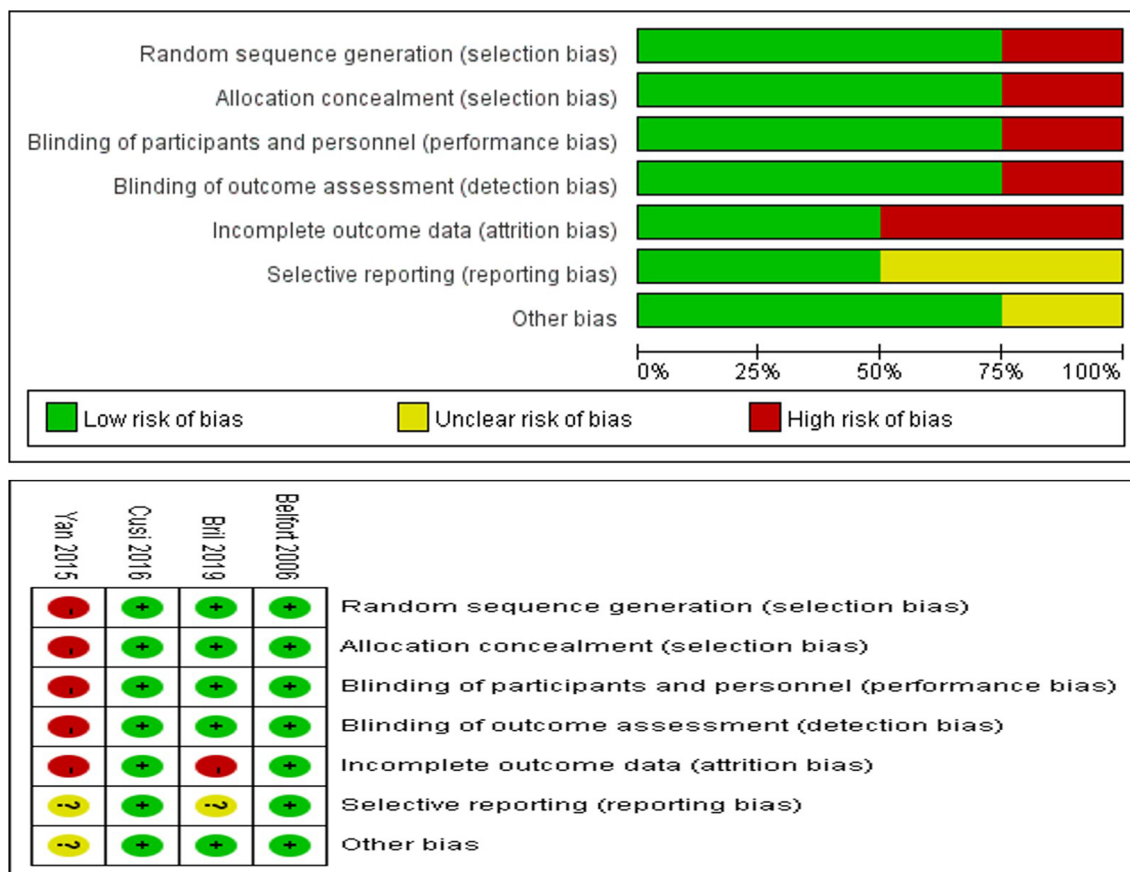 Random sequence generation (selection bias)
Allocation concealment (selection bias)
Blinding of participants and personnel (performance bias)
Blinding of outcome assessment (detection bias)
Incomplete outcome data (attrition bias)
Selective reporting (reporting bias)
Other bias
0% 25% 50% 75% 100%
Low risk of bias Unclear risk of bias High risk of bias
Yan 2015 Cusi 2016 Bril 2019 Belfort 2006
- + + + Random sequence generation (selection bias)
- + + + Allocation concealment (selection bias)
- + + + Blinding of participants and personnel (performance bias)
- + + + Blinding of outcome assessment (detection bias)
- + - + Incomplete outcome data (attrition bias)
? + ? + Selective reporting (reporting bias)
? + + + Other bias